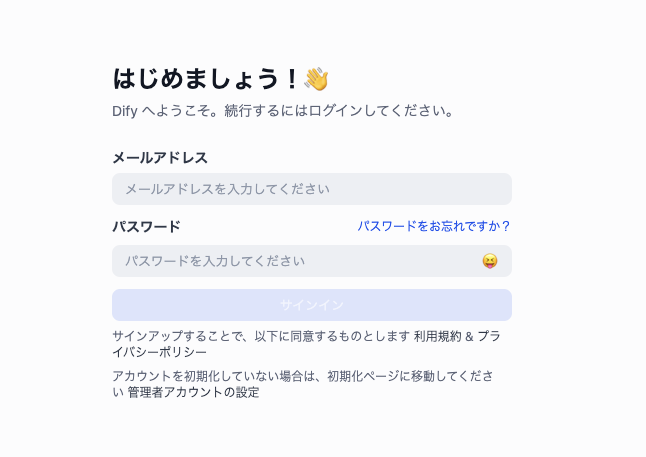 はじめましょう！👋
Dify へようこそ。続行するにはログインしてください。
メールアドレス
メールアドレスを入力してください
パスワード パスワードをお忘れですか？
パスワードを入力してください 😝
サインイン
サインアップすることで、以下に同意するものとします 利用規約 & プラ
イバシーポリシー
アカウントを初期化していない場合は、初期化ページに移動してくださ
い 管理者アカウントの設定